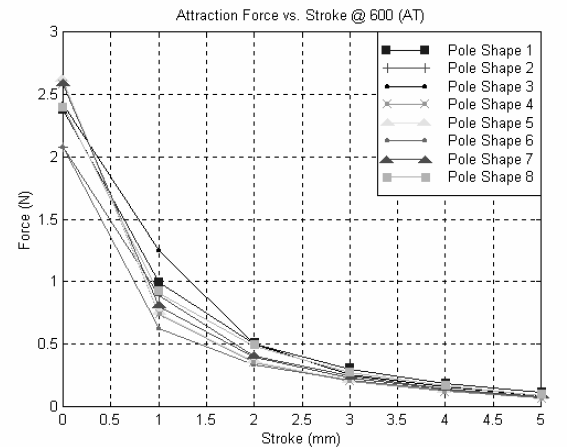 Attraction Force vs. Stroke @ 600 (AT)
3
2.5
2
1.5
1
0.5
0
Force (N)
Pole Shape 1
Pole Shape 2
Pole Shape 3
Pole Shape 4
Pole Shape 5
Pole Shape 6
Pole Shape 7
Pole Shape 8
0 0.5 1 1.5 2 2.5 3 3.5 4 4.5 5
Stroke (mm)